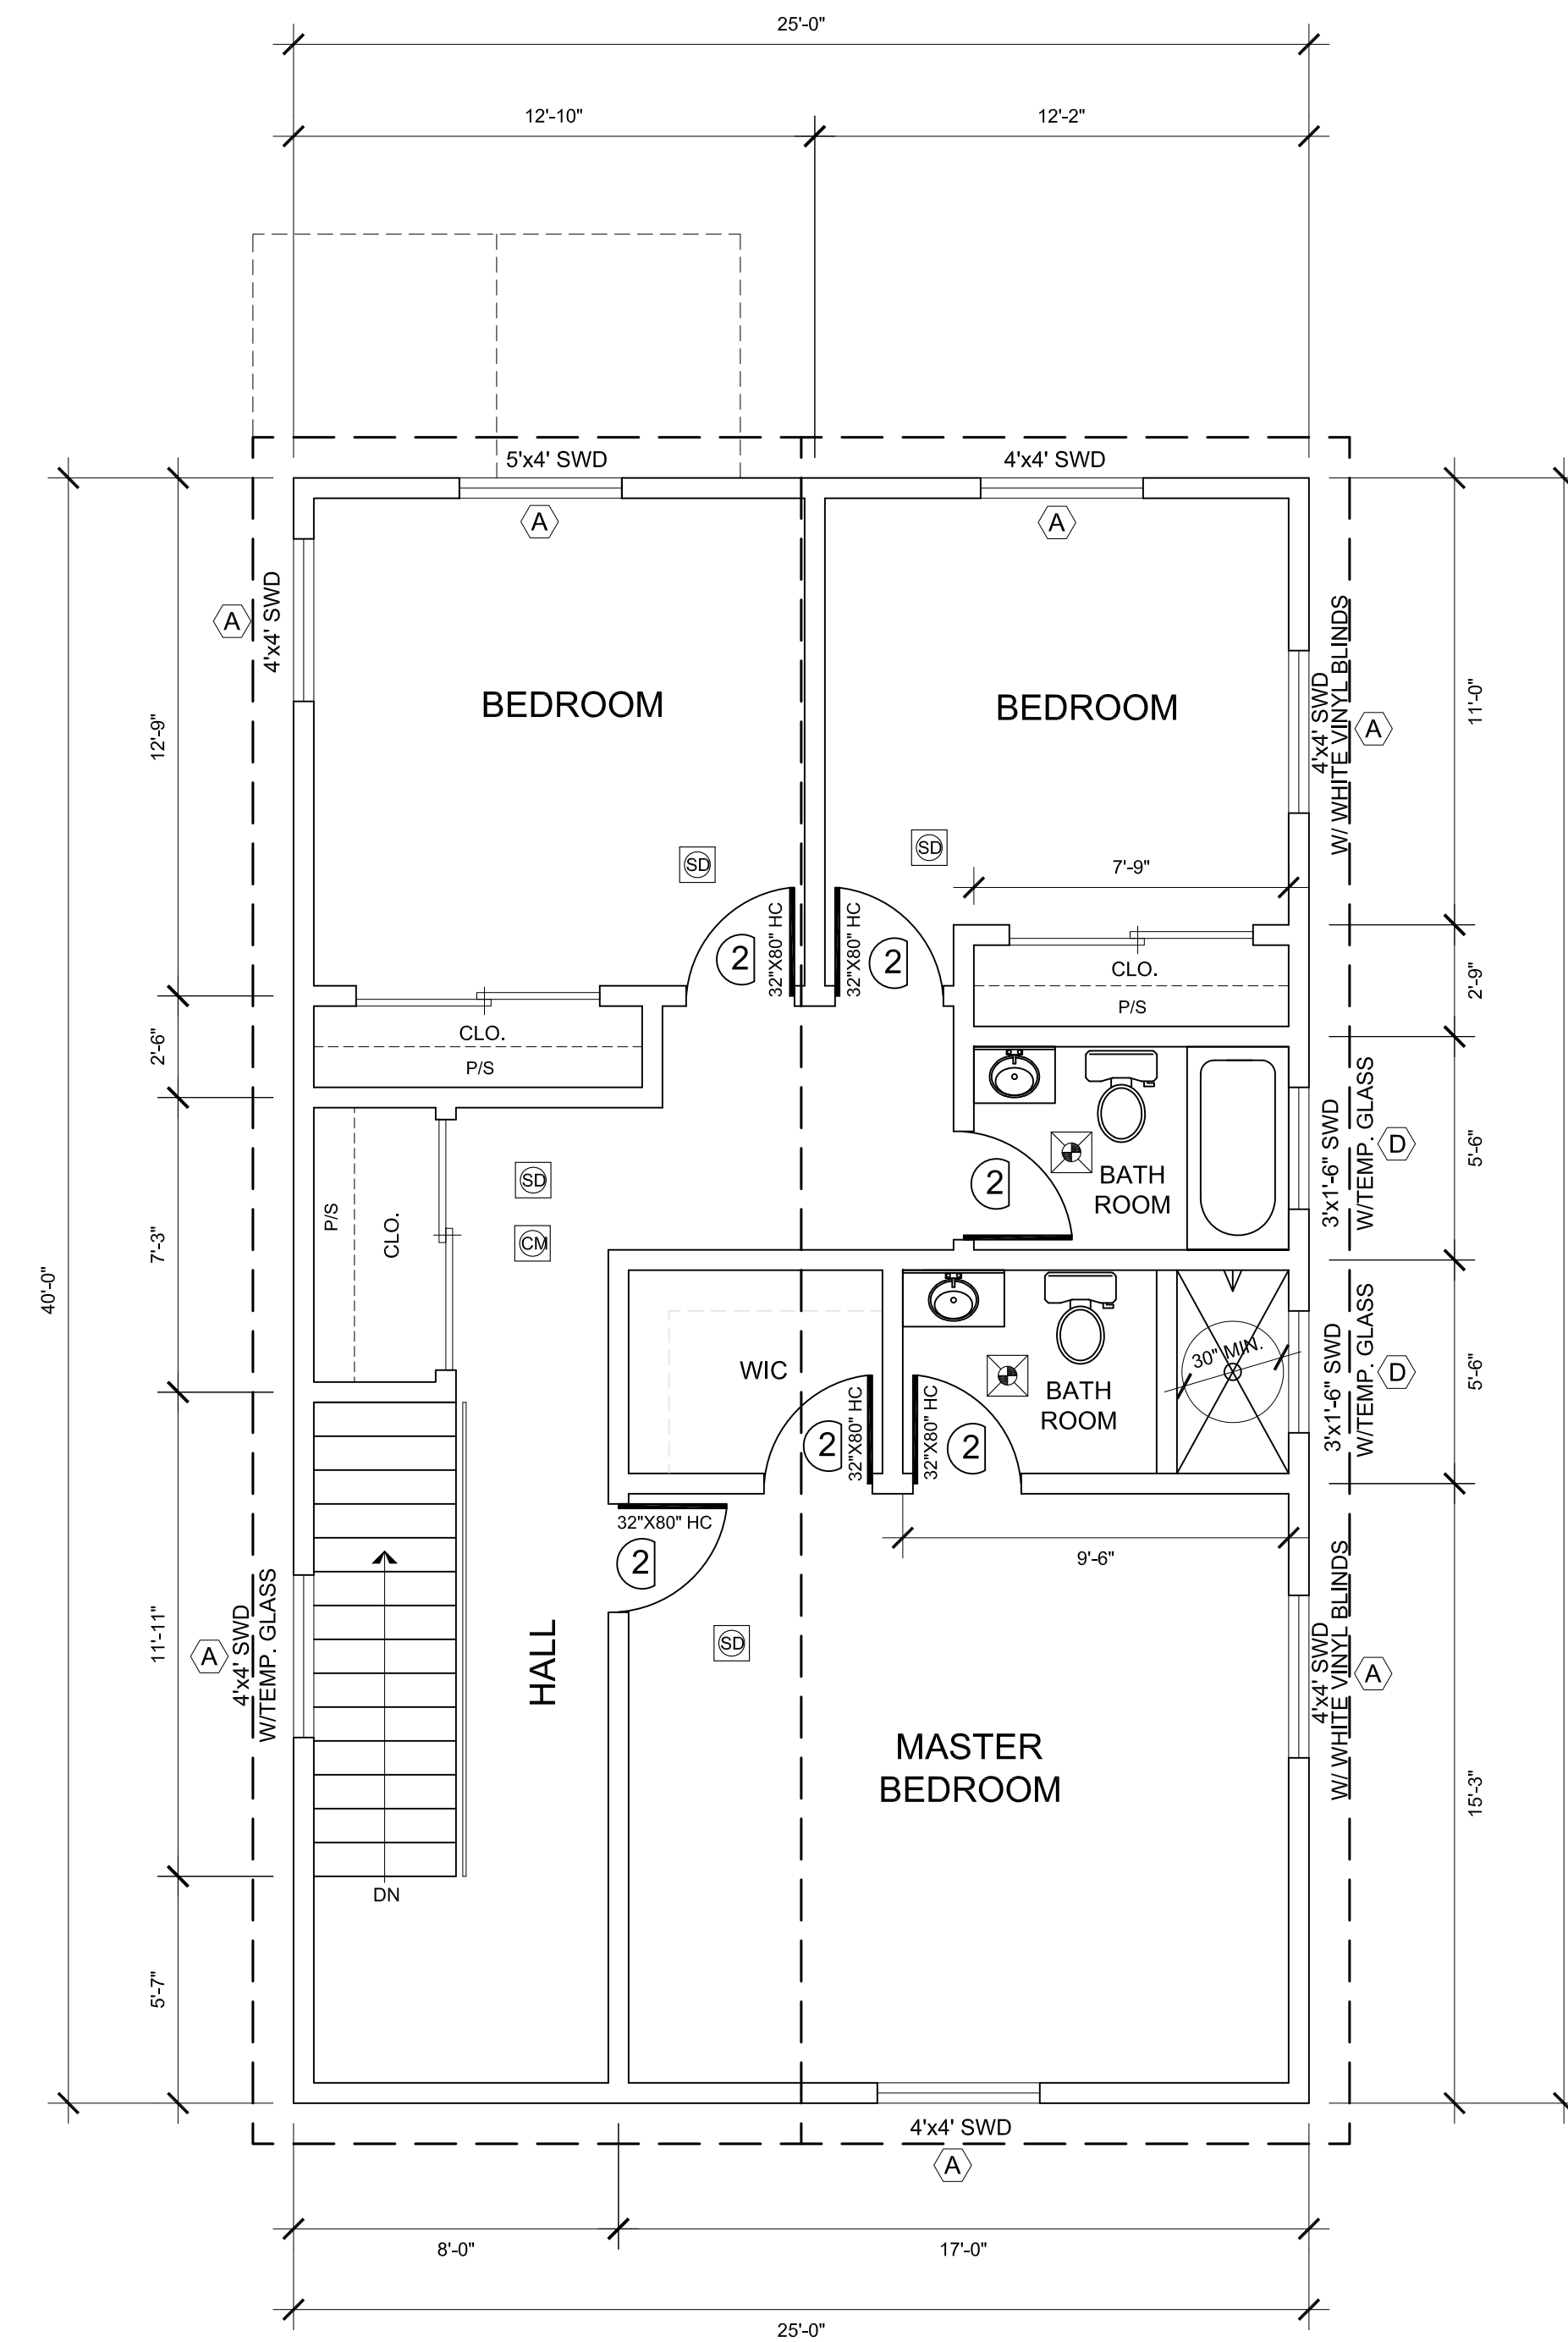 25'-0"
12'-10"
12'-2"
5'x4' SWD
4'x4' SWD
A
A
A
4'x4' SWD
BEDROOM
BEDROOM
4'x4' SWD
W/ WHITE VINYL BLINDS
A
12'-9"
11'-0"
SD
SD
7'-9"
32"X80" HC
2
32"X80" HC
2
CLO.
P/S
2'-9"
CLO.
P/S
2'-6"
BATH
ROOM
2
3'x1'-6" SWD
W/TEMP. GLASS
D
5'-6"
P/S
CLO.
SD
CM
7'-3"
40'-0"
WIC
2
32"X80" HC
32"X80" HC
2
BATH
ROOM
30" MIN.
3'x1'-6" SWD
W/TEMP. GLASS
D
5'-6"
32"X80" HC
2
9'-6"
HALL
SD
A
4'x4' SWD
W/TEMP. GLASS
11'-11"
4'x4' SWD
W/ WHITE VINYL BLINDS
A
MASTER
BEDROOM
15'-3"
DN
5'-7"
4'x4' SWD
A
8'-0"
17'-0"
25'-0"